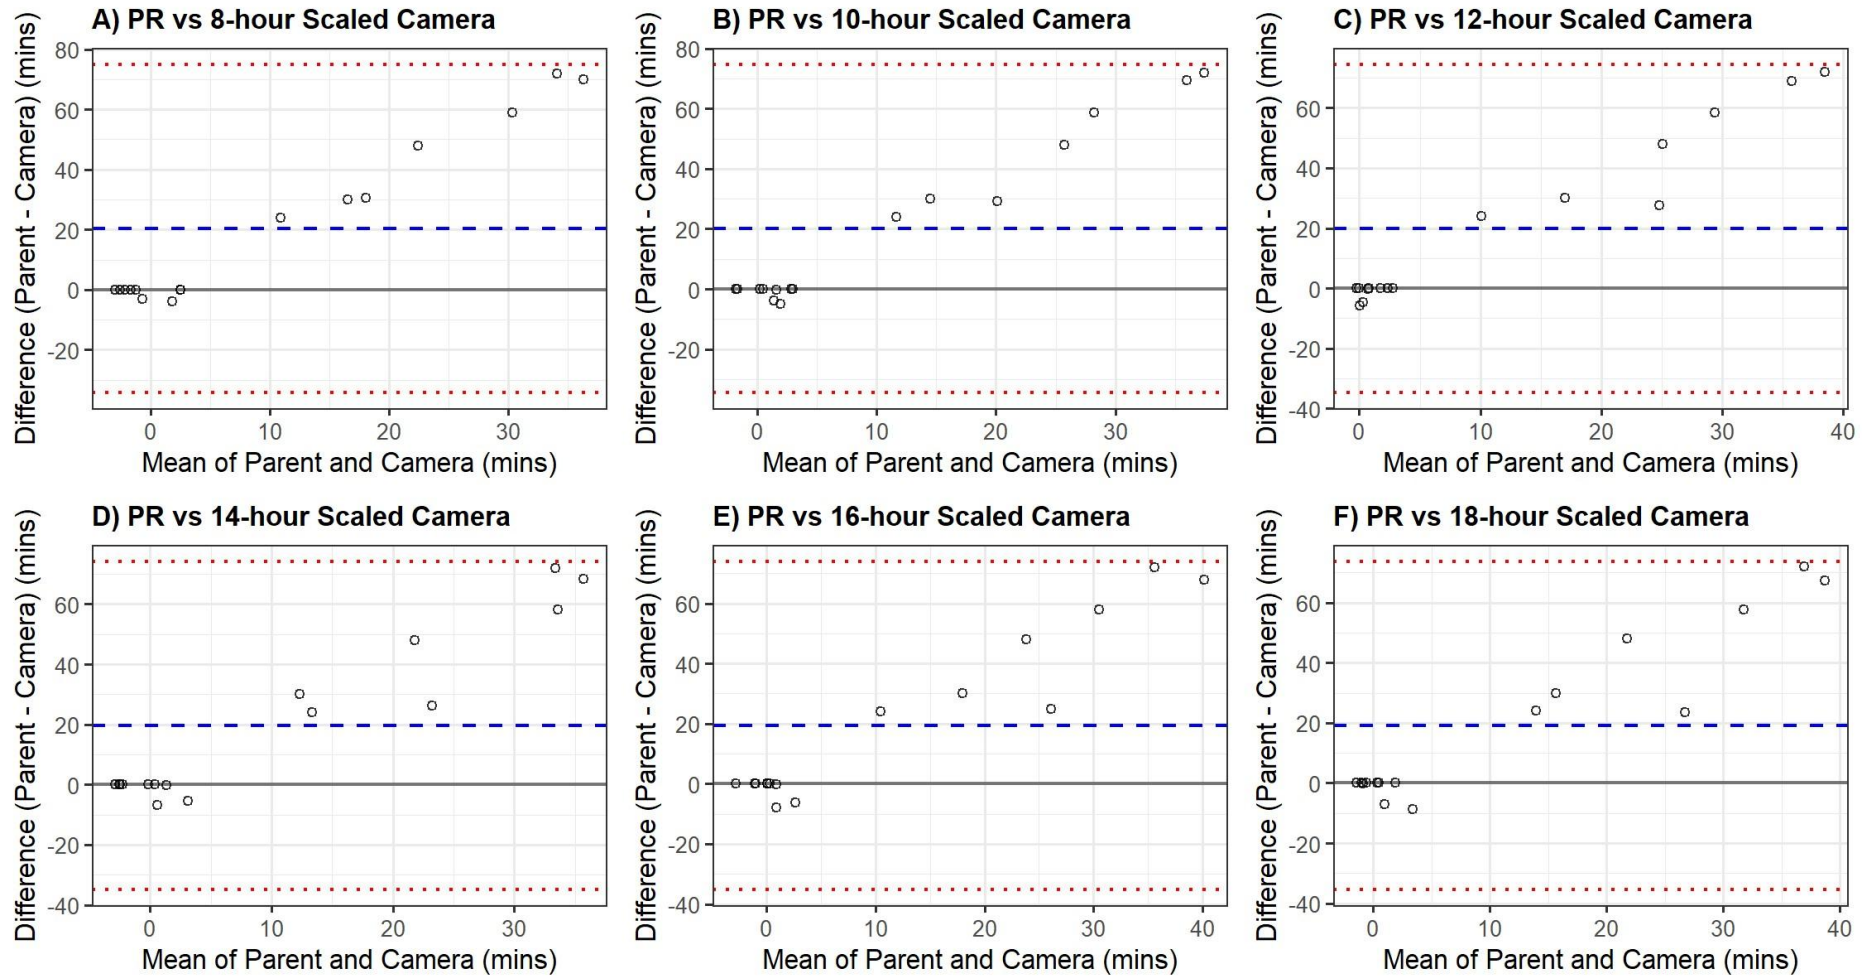 A) PR vs 8-hour Scaled Camera
Difference (Parent - Camera) (mins)
80
60
40
20
0
-20
0 10 20 30
Mean of Parent and Camera (mins)
B) PR vs 10-hour Scaled Camera
Difference (Parent - Camera) (mins)
80
60
40
20
0
-20
0 10 20 30
Mean of Parent and Camera (mins)
C) PR vs 12-hour Scaled Camera
Difference (Parent - Camera) (mins)
60
40
20
0
-20
-40
0 10 20 30 40
Mean of Parent and Camera (mins)
D) PR vs 14-hour Scaled Camera
Difference (Parent - Camera) (mins)
60
40
20
0
-20
-40
0 10 20 30
Mean of Parent and Camera (mins)
E) PR vs 16-hour Scaled Camera
Difference (Parent - Camera) (mins)
60
40
20
0
-20
-40
0 10 20 30 40
Mean of Parent and Camera (mins)
F) PR vs 18-hour Scaled Camera
Difference (Parent - Camera) (mins)
60
40
20
0
-20
-40
0 10 20 30 40
Mean of Parent and Camera (mins)